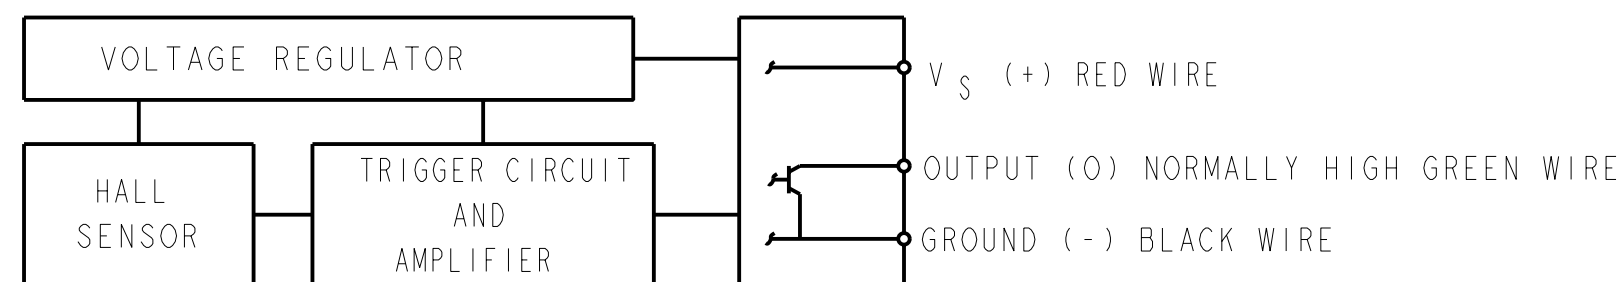 VOLTAGE REGULATOR
V S (+) RED WIRE
TRIGGER CIRCUIT
AND
AMPLIFIER
HALL
SENSOR
OUTPUT (O) NORMALLY HIGH GREEN WIRE
GROUND (-) BLACK WIRE